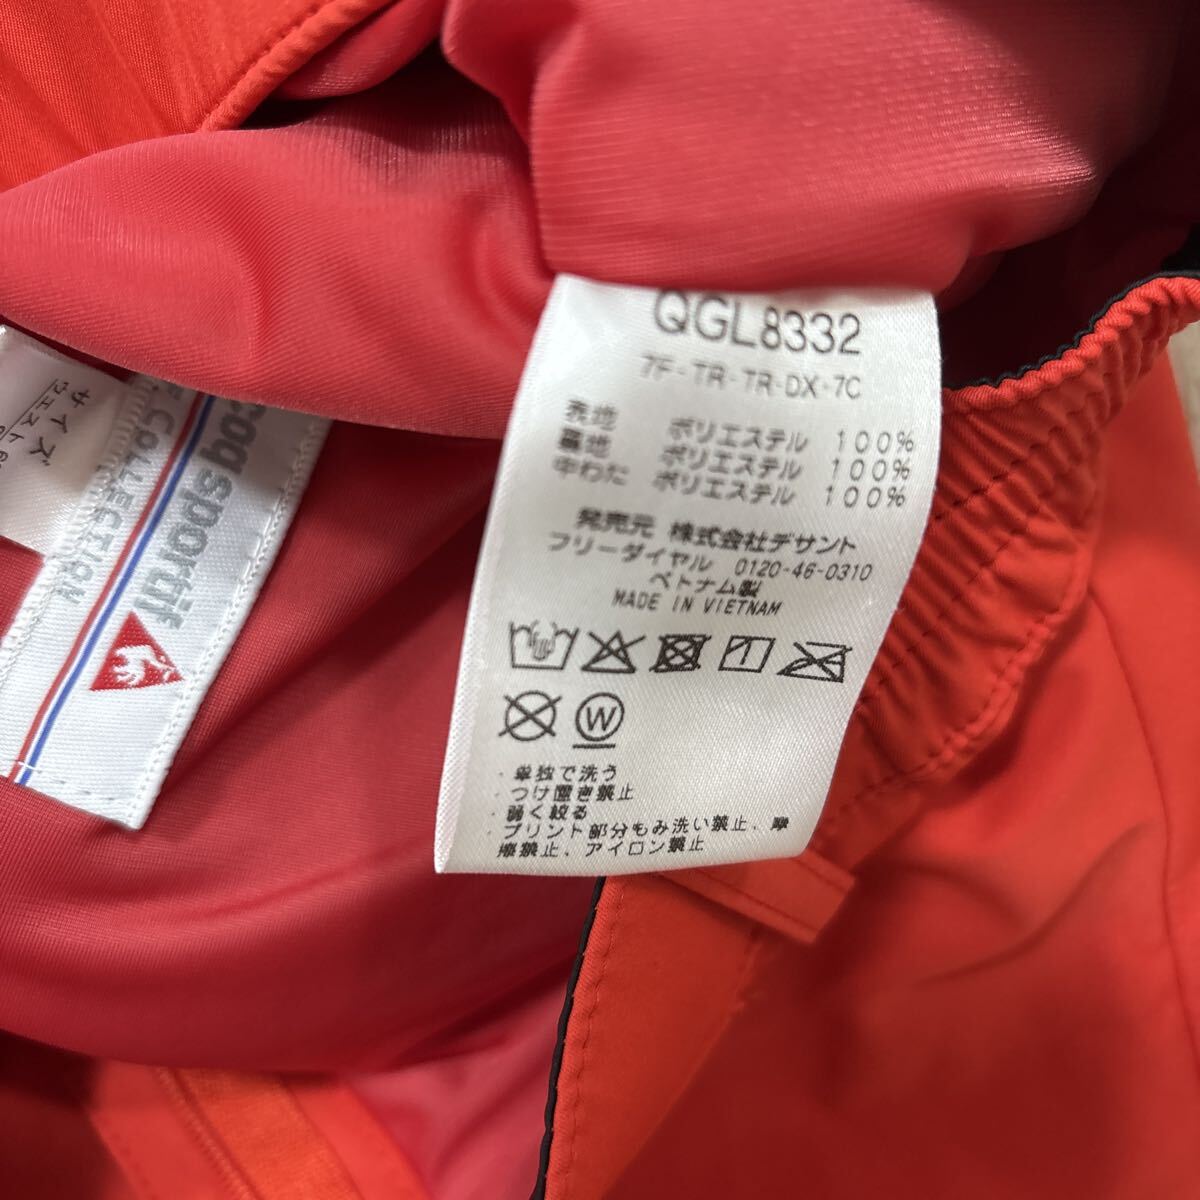 QGL8332
7F-TR-TR-DX-7C
表地 ポリエステル 100%
裏地 ポリエステル 100%
中わた ポリエステル 100%
発売元 株式会社デサント
フリーダイヤル 0120-46-0310
ベトナム製
MADE IN VIETNAM
W
・単独で洗う
・つけ置き禁止
・弱く絞る
・プリント部分もみ洗い禁止、摩
擦禁止、アイロン禁止
coq sportif
COLLECTION
サイズ
ウエスト